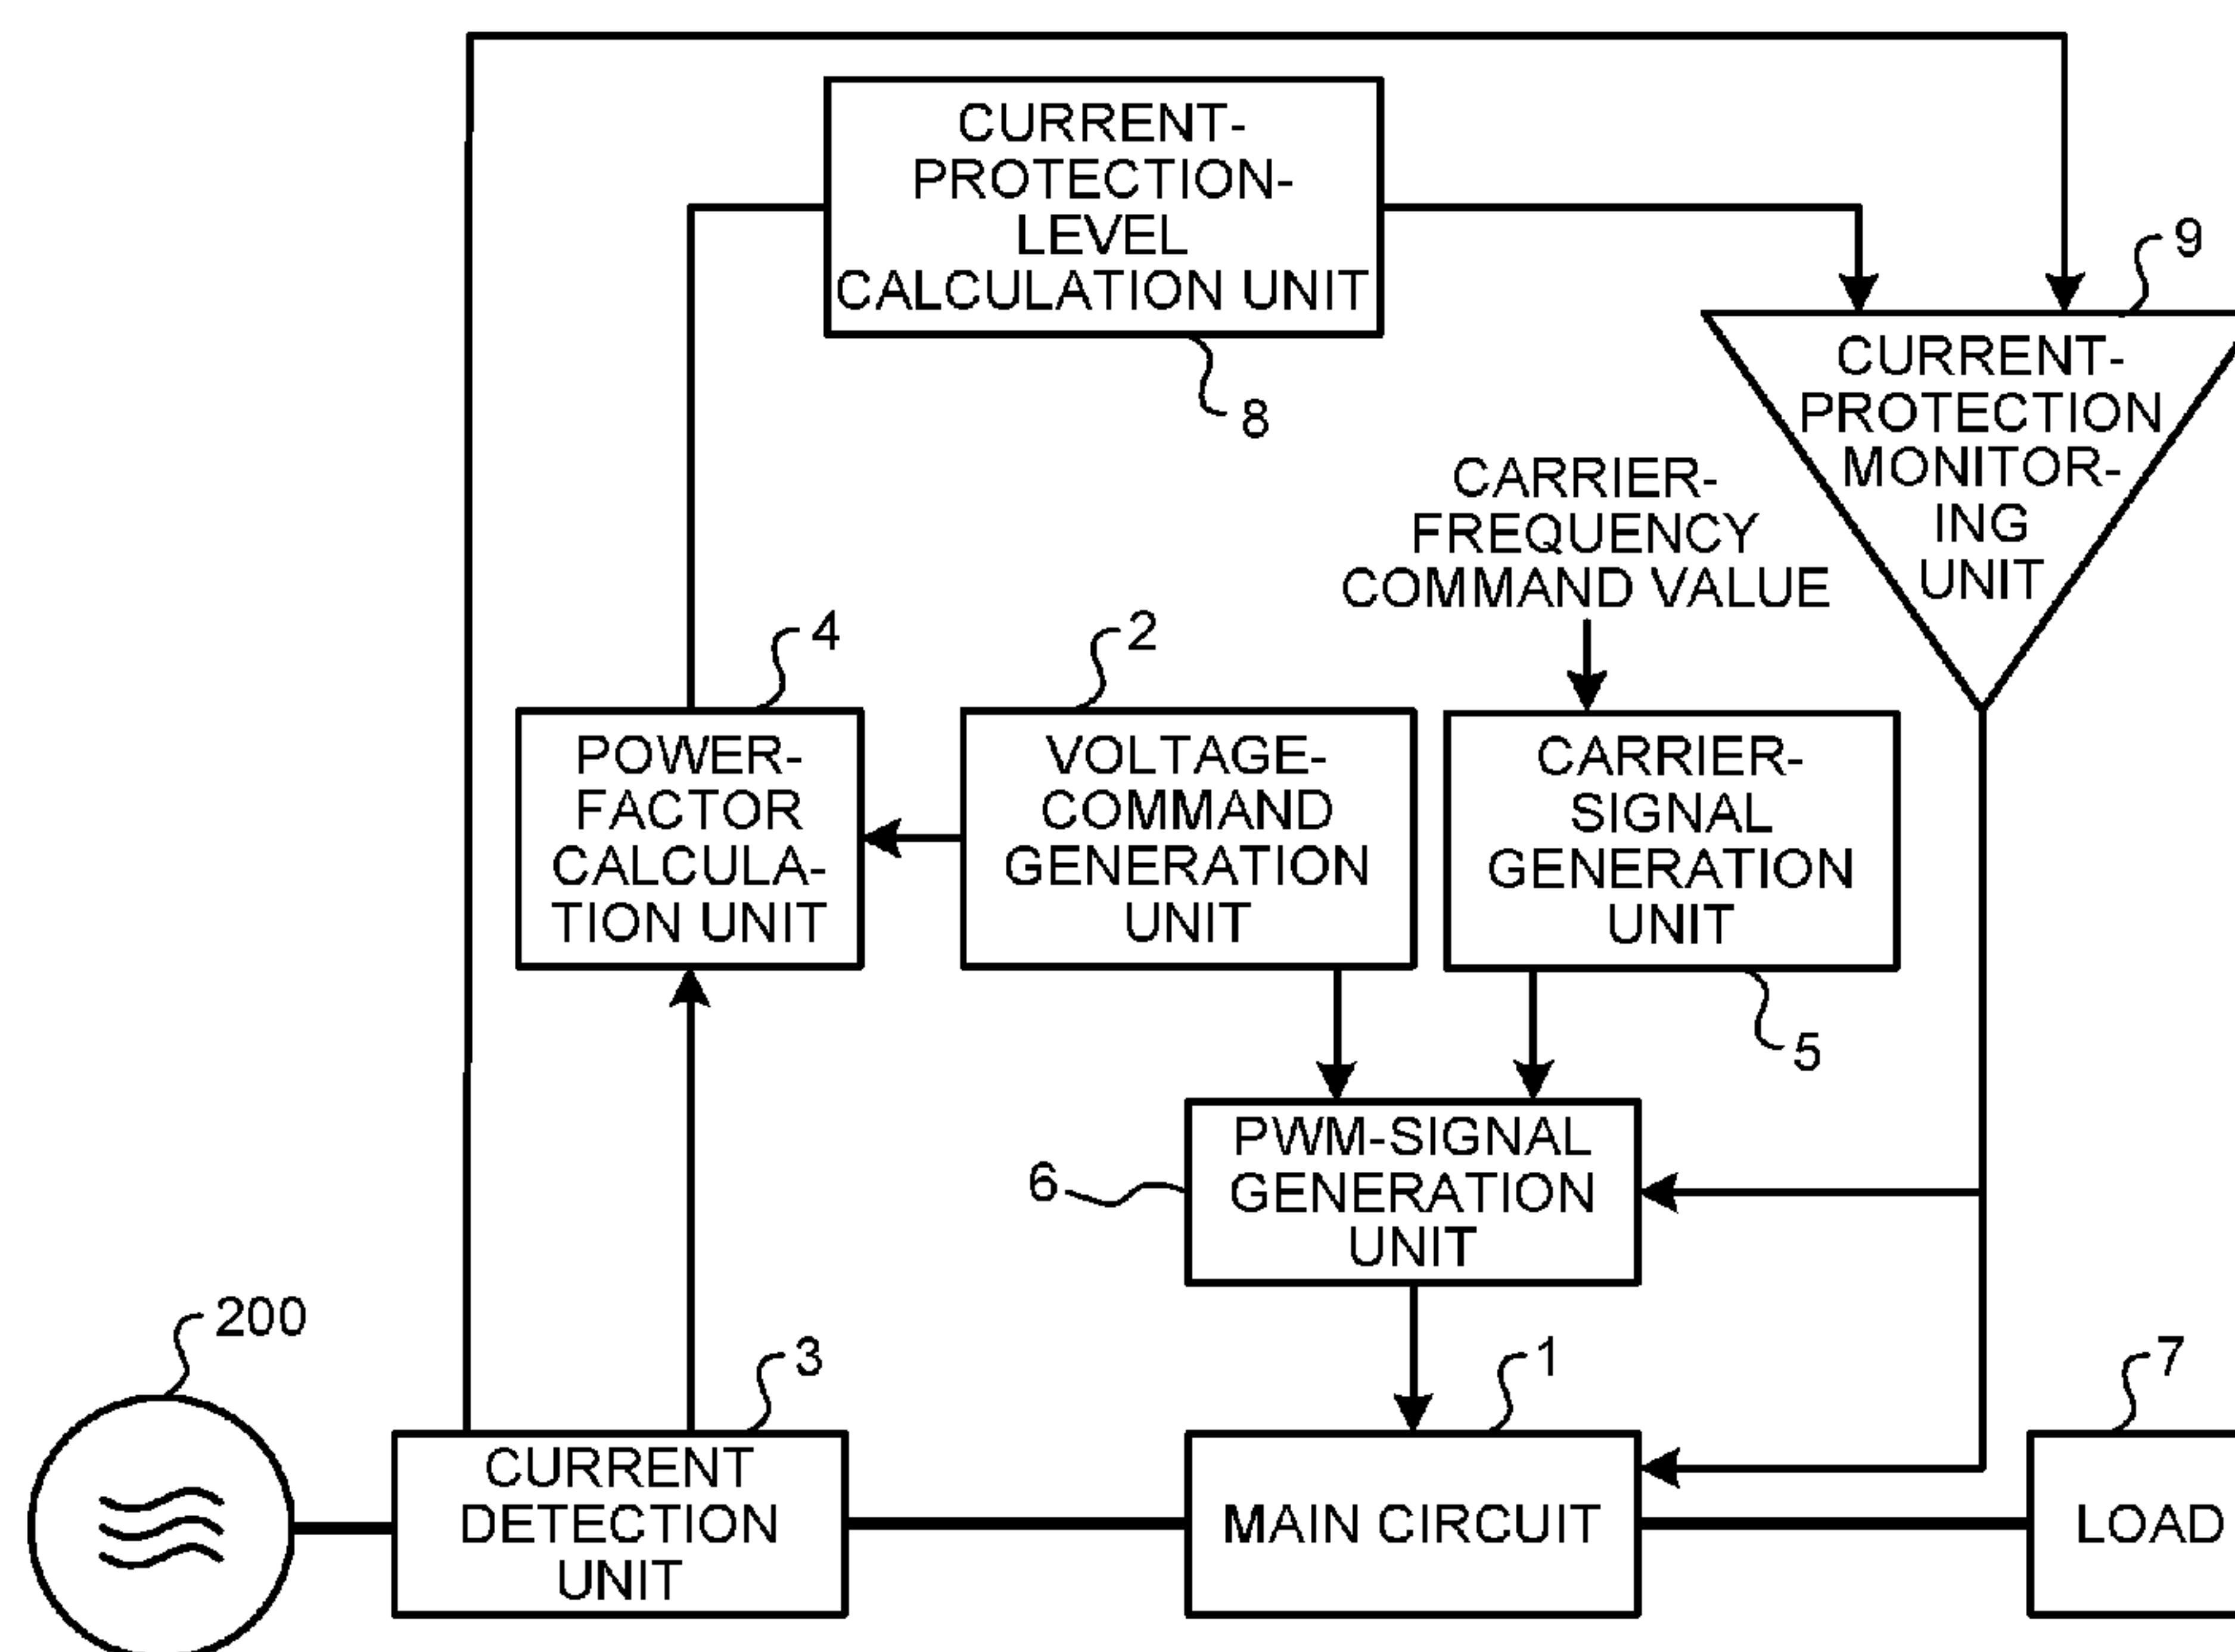 CURRENT-
PROTECTION-
LEVEL
CALCULATION UNIT
8
9
CURRENT-
PROTECTION
MONITOR-
ING
UNIT
CARRIER-
FREQUENCY
COMMAND VALUE
4
POWER-
FACTOR
CALCULA-
TION UNIT
2
VOLTAGE-
COMMAND
GENERATION
UNIT
CARRIER-
SIGNAL
GENERATION
UNIT
5
6
PWM-SIGNAL
GENERATION
UNIT
200
3
CURRENT
DETECTION
UNIT
1
MAIN CIRCUIT
7
LOAD